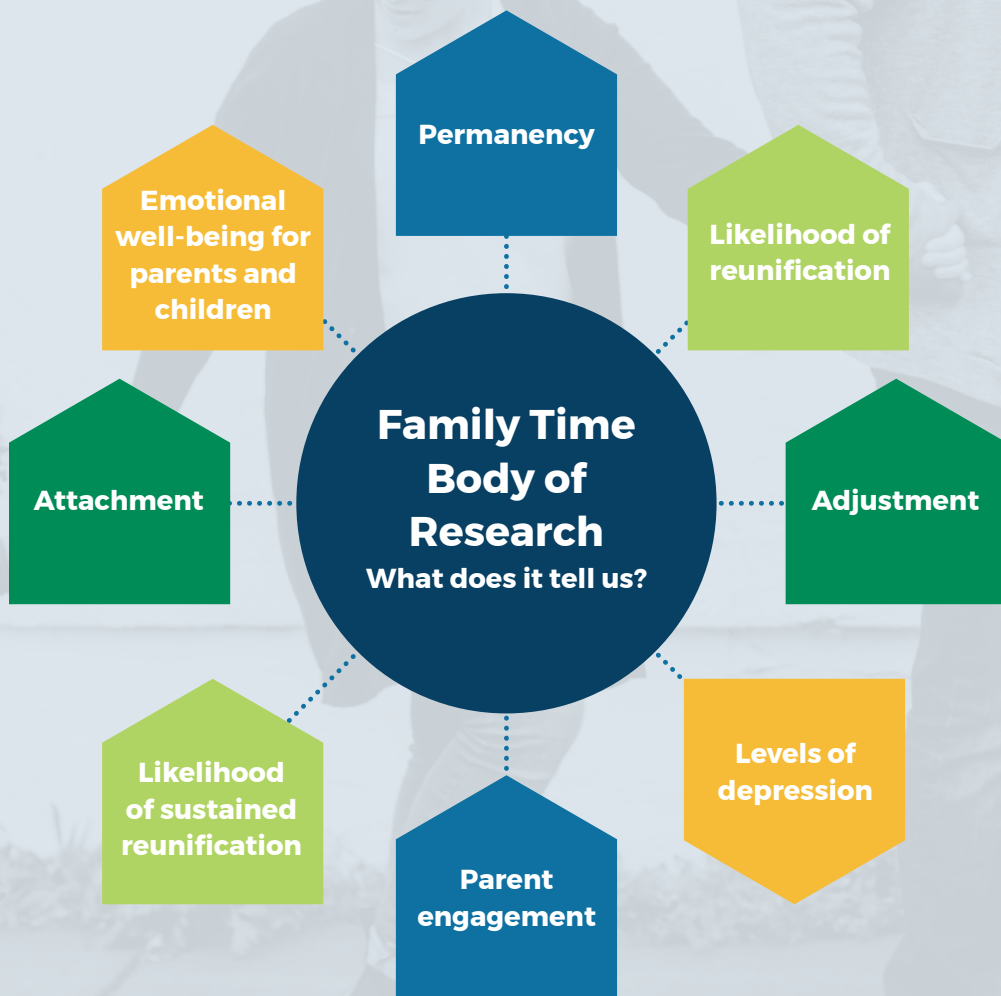 Permanency
Emotional
well-being for
parents and
children
Likelihood of
reunification
Family Time
Body of
Research
What does it tell us?
Attachment
Adjustment
Likelihood
of sustained
reunification
Levels of
depression
Parent
engagement